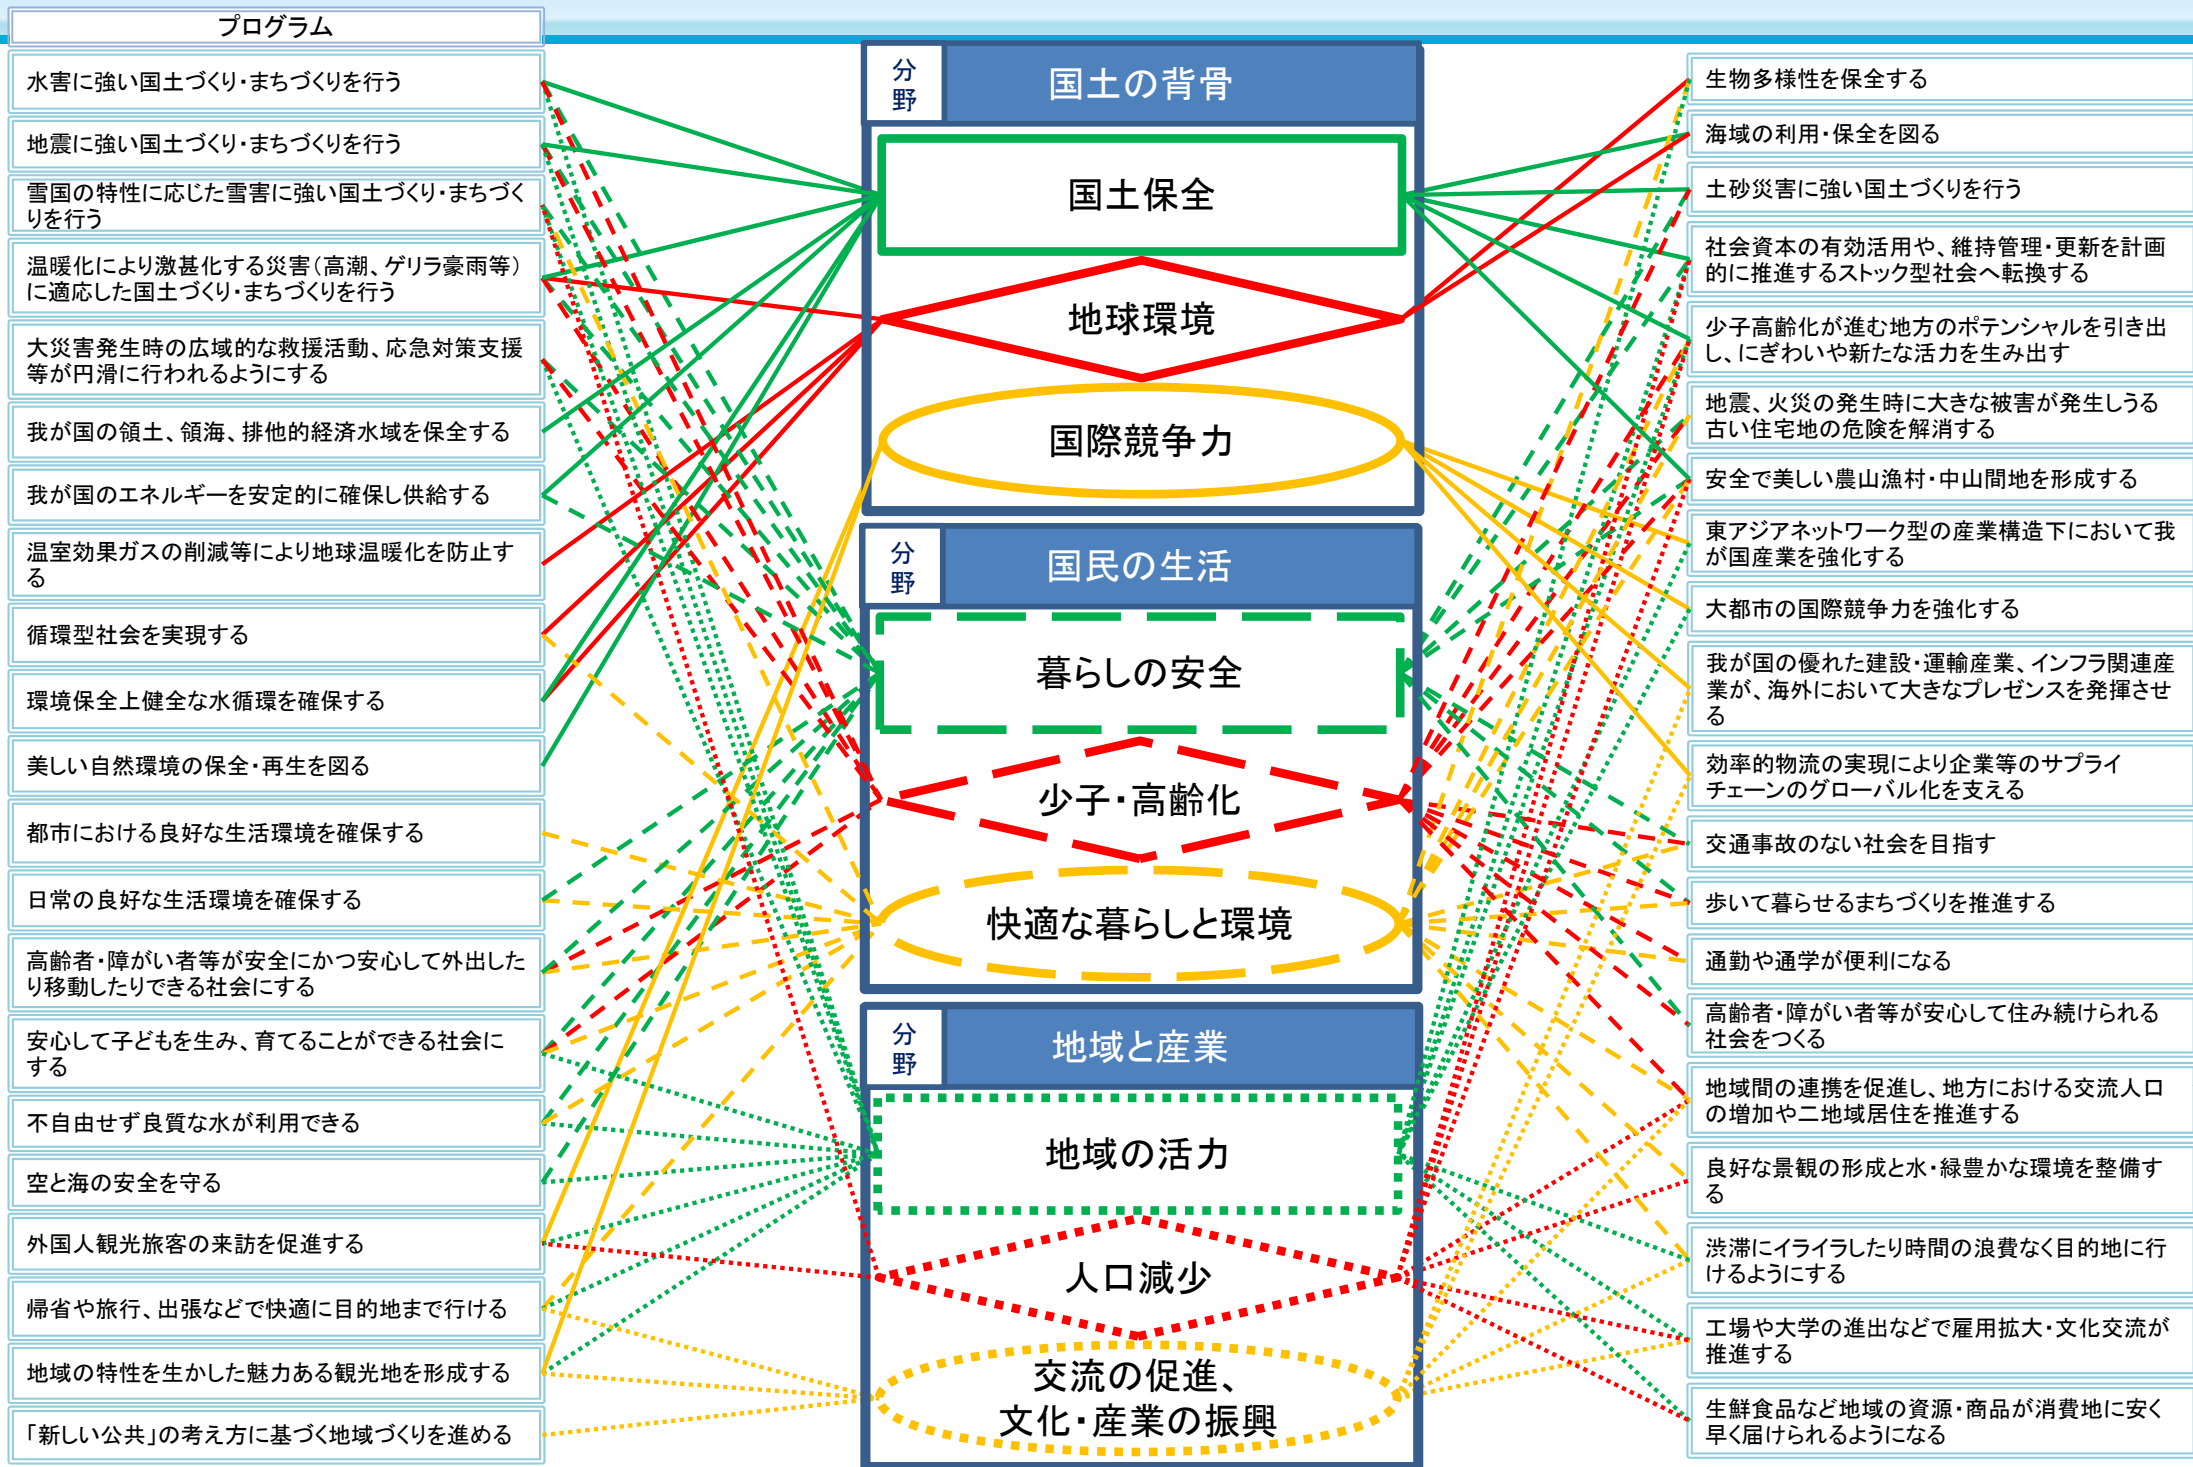 プログラム
水害に強い国土づくり・まちづくりを行う
地震に強い国土づくり・まちづくりを行う
雪国の特性に応じた雪害に強い国土づくり・まちづく
りを行う
温暖化により激甚化する災害（高潮、ゲリラ豪雨等）
に適応した国土づくり・まちづくりを行う
大災害発生時の広域的な救援活動、応急対策支援
等が円滑に行われるようにする
我が国の領土、領海、排他的経済水域を保全する
我が国のエネルギーを安定的に確保し供給する
温室効果ガスの削減等により地球温暖化を防止す
る
循環型社会を実現する
環境保全上健全な水循環を確保する
美しい自然環境の保全・再生を図る
都市における良好な生活環境を確保する
日常の良好な生活環境を確保する
高齢者・障がい者等が安全にかつ安心して外出した
り移動したりできる社会にする
安心して子どもを生み、育てることができる社会に
する
不自由せず良質な水が利用できる
空と海の安全を守る
外国人観光旅客の来訪を促進する
帰省や旅行、出張などで快適に目的地まで行ける
地域の特性を生かした魅力ある観光地を形成する
「新しい公共」の考え方に基づく地域づくりを進める
分
野
国土の背骨
国土保全
地球環境
国際競争力
分
野
国民の生活
暮らしの安全
少子・高齢化
快適な暮らしと環境
分
野
地域と産業
地域の活力
人口減少
交流の促進、
文化・産業の振興
生物多様性を保全する
海域の利用・保全を図る
土砂災害に強い国土づくりを行う
社会資本の有効活用や、維持管理・更新を計画
的に推進するストック型社会へ転換する
少子高齢化が進む地方のポテンシャルを引き出
し、にぎわいや新たな活力を生み出す
地震、火災の発生時に大きな被害が発生しうる
古い住宅地の危険を解消する
安全で美しい農山漁村・中山間地を形成する
東アジアネットワーク型の産業構造下において我
が国産業を強化する
大都市の国際競争力を強化する
我が国の優れた建設・運輸産業、インフラ関連産
業が、海外において大きなプレゼンスを発揮させ
る
効率的物流の実現により企業等のサプライ
チェーンのグローバル化を支える
交通事故のない社会を目指す
歩いて暮らせるまちづくりを推進する
通勤や通学が便利になる
高齢者・障がい者等が安心して住み続けられる
社会をつくる
地域間の連携を促進し、地方における交流人口
の増加や二地域居住を推進する
良好な景観の形成と水・緑豊かな環境を整備す
る
渋滞にイライラしたり時間の浪費なく目的地に行
けるようにする
工場や大学の進出などで雇用拡大・文化交流が
推進する
生鮮食品など地域の資源・商品が消費地に安く
早く届けられるようになる